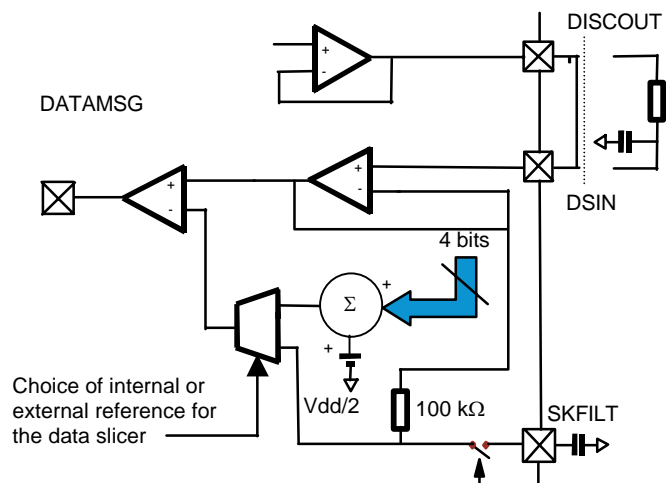 DISCOUT
+
-
DATAMSG
+
-
+
-
DSIN
4 bits
+
Σ
+
Vdd/2
100 kΩ
SKFILT
Choice of internal or
external reference for
the data slicer